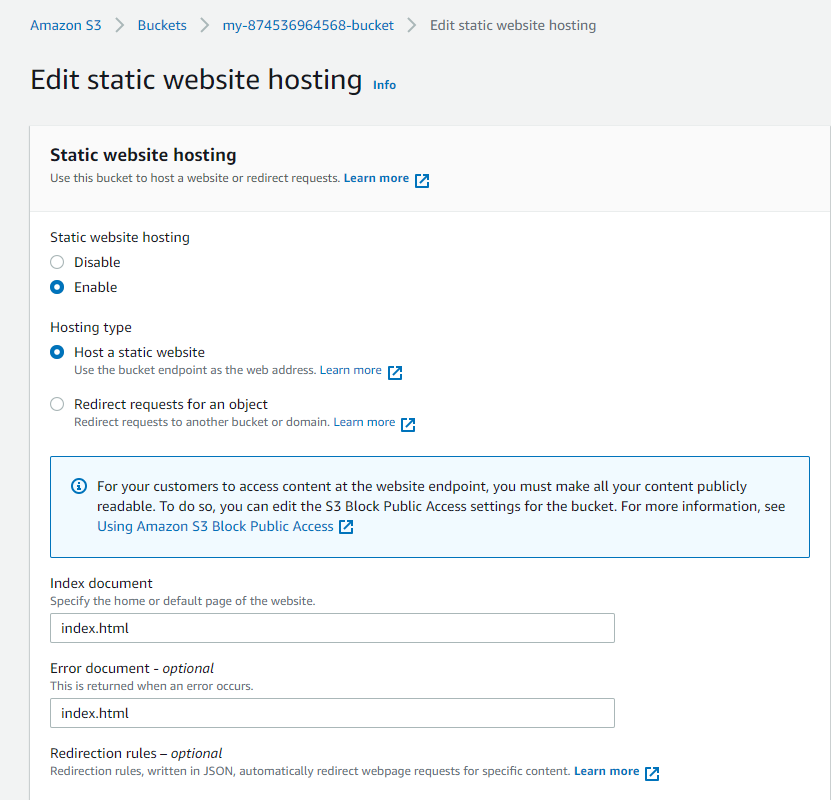 Amazon S3 > Buckets > my-874536964568-bucket > Edit static website hosting
Edit static website hosting Info
Static website hosting
Use this bucket to host a website or redirect requests. Learn more
Static website hosting
Disable
Enable
Hosting type
Host a static website
Use the bucket endpoint as the web address. Learn more
Redirect requests for an object
Redirect requests to another bucket or domain. Learn more
For your customers to access content at the website endpoint, you must make all your content publicly
readable. To do so, you can edit the S3 Block Public Access settings for the bucket. For more information, see
Using Amazon S3 Block Public Access
Index document
Specify the home or default page of the website.
index.html
Error document - optional
This is returned when an error occurs.
index.html
Redirection rules – optional
Redirection rules, written in JSON, automatically redirect webpage requests for specific content. Learn more